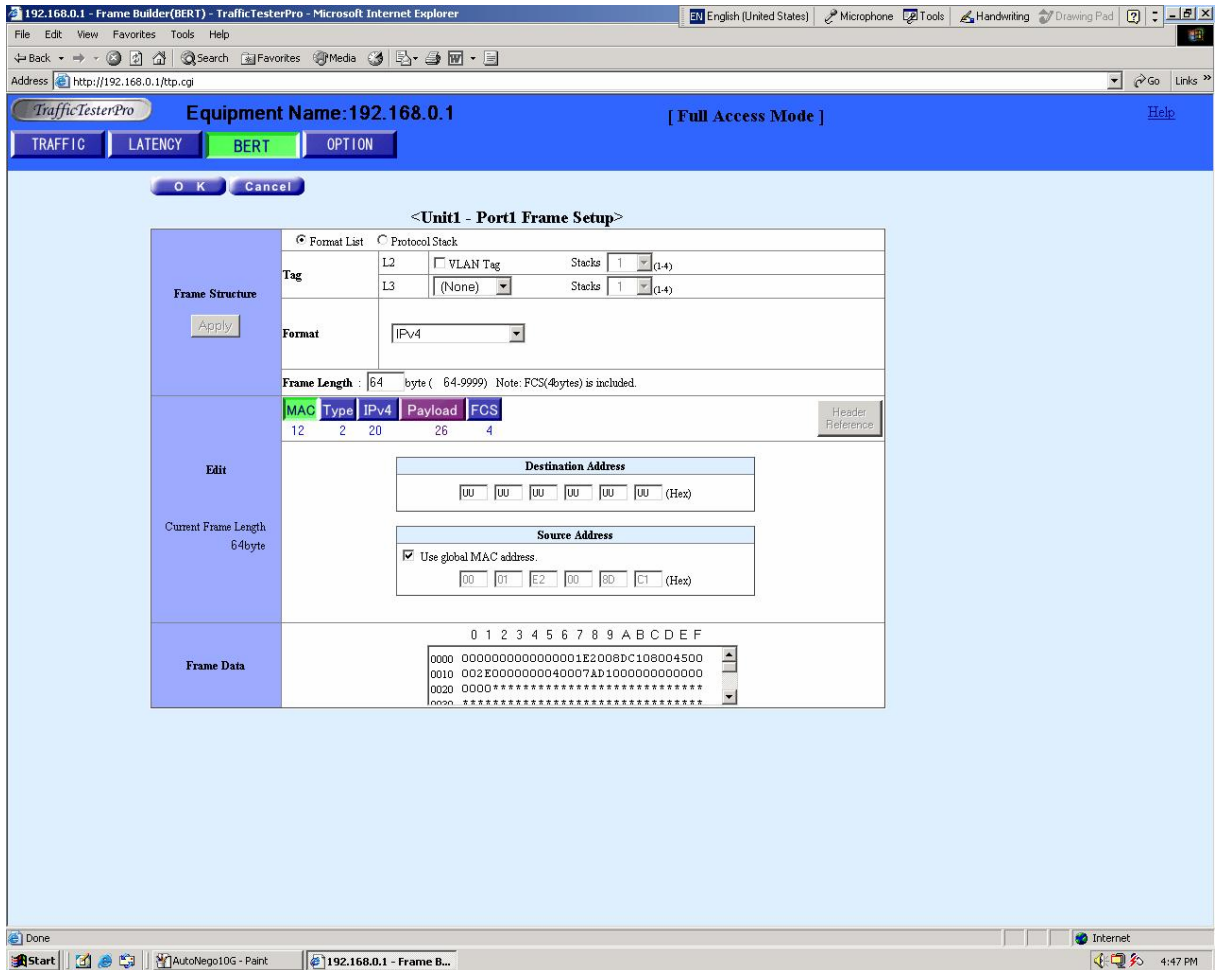 192.168.0.1 - Frame Builder(BERT) - TrafficTesterPro - Microsoft Internet Explorer
EN English (United States) Microphone Tools Handwriting Drawing Pad
File Edit View Favorites Tools Help
Back Search Favorites Media
Address http://192.168.0.1/ttp.cgi Go Links »
TrafficTesterPro Equipment Name:192.168.0.1 [ Full Access Mode ] Help
TRAFFIC LATENCY BERT OPTION
O K Cancel
<Unit1 - Port1 Frame Setup>
Format List Protocol Stack
Tag L2 VLAN Tag Stacks 1 (1-4)
L3 (None) Stacks 1 (1-4)
Frame Structure
Apply
Format IPv4
Frame Length : 64 byte ( 64-9999) Note: FCS(4bytes) is included.
MAC Type IPv4 Payload FCS
12 2 20 26 4
Header Reference
Edit
Current Frame Length
64byte
Destination Address
(Hex)
Source Address
Use global MAC address.
00 01 E2 00 8D C1 (Hex)
Frame Data
0 1 2 3 4 5 6 7 8 9 A B C D E F
0000 0000000000000001E2008DC108004500
0010 002E0000000040007AD1000000000000
0020 0000****************************
0030 ********************************
Done Internet
Start AutoNego10G - Paint 192.168.0.1 - Frame B... 4:47 PM